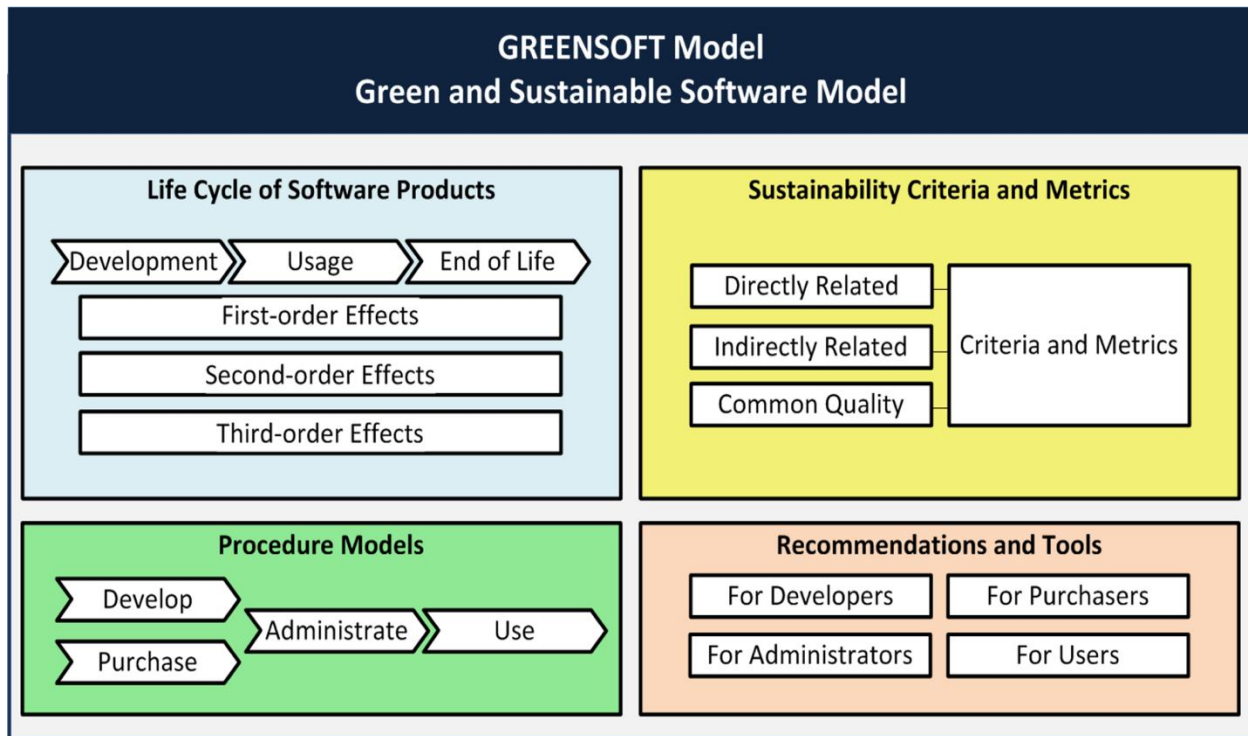 GREENSOFT Model
Green and Sustainable Software Model
Life Cycle of Software Products
Development
Usage
End of Life
First-order Effects
Second-order Effects
Third-order Effects
Sustainability Criteria and Metrics
Directly Related
Indirectly Related
Common Quality
Criteria and Metrics
Procedure Models
Develop
Purchase
Administrate
Use
Recommendations and Tools
For Developers
For Purchasers
For Administrators
For Users